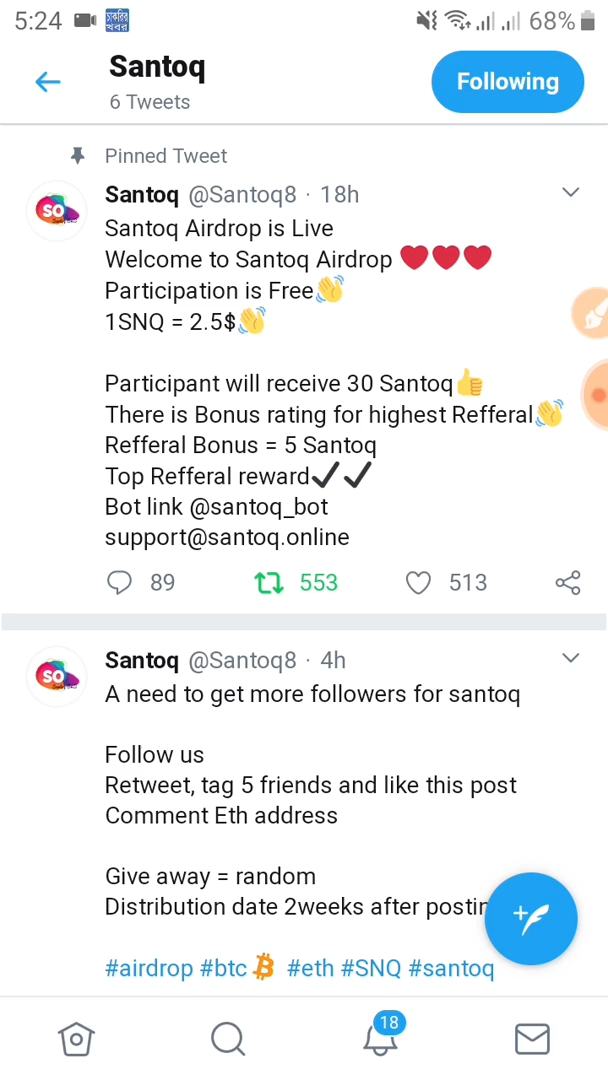 5:24
চাকরির
খবর
68%
Santoq
6 Tweets
Following
Pinned Tweet
Santoq @Santoq8 · 18h
Santoq Airdrop is Live
Welcome to Santoq Airdrop ❤❤❤
Participation is Free👋
1SNQ = 2.5$👋
Participant will receive 30 Santoq👍
There is Bonus rating for highest Refferal👋
Refferal Bonus = 5 Santoq
Top Refferal reward✔✔
Bot link @santoq_bot
support@santoq.online
89 553 513
SO
Santoq @Santoq8 · 4h
A need to get more followers for santoq
Follow us
Retweet, tag 5 friends and like this post
Comment Eth address
Give away = random
Distribution date 2weeks after postin
#airdrop #btc #eth #SNQ #santoq
SO
18